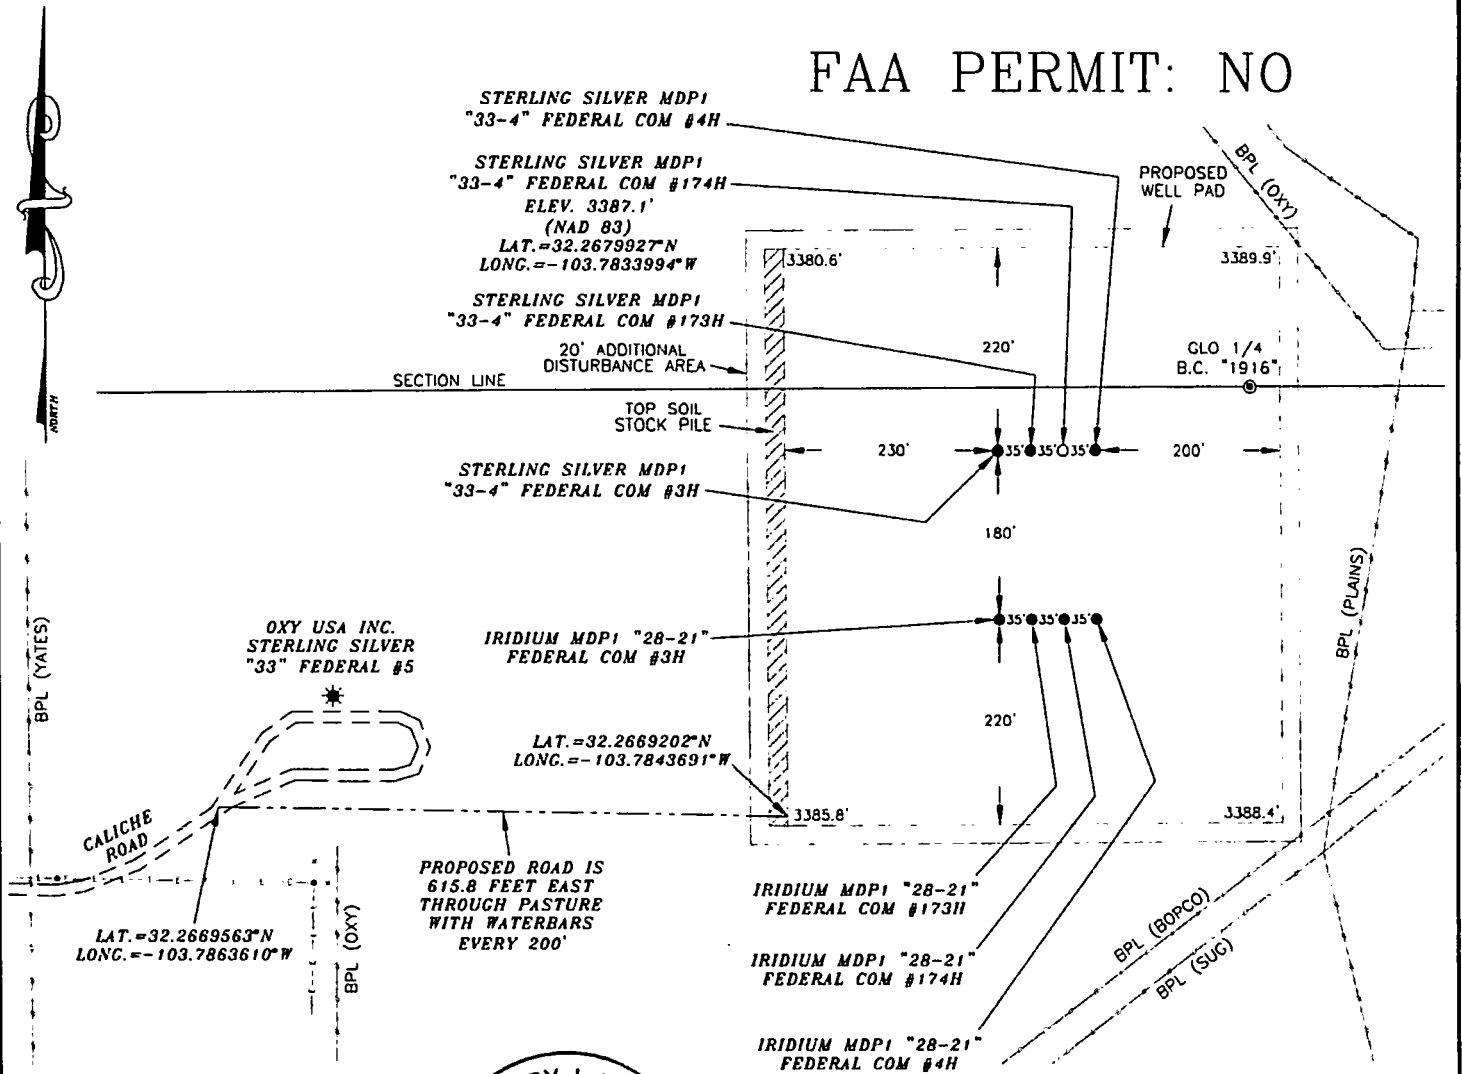 FAA PERMIT: NO
STERLING SILVER MDP1
"33-4" FEDERAL COM #4H
STERLING SILVER MDP1
"33-4" FEDERAL COM #174H
ELEV. 3387.1'
(NAD 83)
LAT.=32.2679927°N
LONG.=-103.7833994°W
STERLING SILVER MDP1
"33-4" FEDERAL COM #173H
20' ADDITIONAL
DISTURBANCE AREA
SECTION LINE
TOP SOIL
STOCK PILE
STERLING SILVER MDP1
"33-4" FEDERAL COM #3H
NORTH
PROPOSED
WELL PAD
BPL (OXY)
3380.6'
3389.9'
220'
GLO 1/4
B.C. "1916"
230'
35'
35'
35'
200'
180'
BPL (PLAINS)
BPL (YATES)
OXY USA INC.
STERLING SILVER
"33" FEDERAL #5
IRIDIUM MDP1 "28-21"
FEDERAL COM #3H
35'
35'
35'
220'
LAT.=32.2669202°N
LONG.=-103.7843691°W
3385.8'
3388.4'
CALICHE
ROAD
PROPOSED ROAD IS
615.8 FEET EAST
THROUGH PASTURE
WITH WATERBARS
EVERY 200'
LAT.=32.2669563°N
LONG.=-103.7863610°W
BPL (OXY)
IRIDIUM MDP1 "28-21"
FEDERAL COM #173H
IRIDIUM MDP1 "28-21"
FEDERAL COM #174H
IRIDIUM MDP1 "28-21"
FEDERAL COM #4H
BPL (BOPCO)
BPL (SUG)